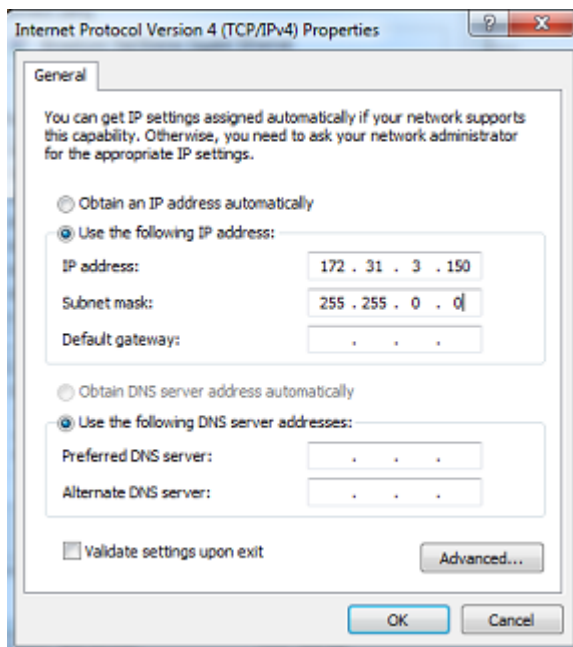 Internet Protocol Version 4 (TCP/IPv4) Properties
General
You can get IP settings assigned automatically if your network supports
this capability. Otherwise, you need to ask your network administrator
for the appropriate IP settings.
Obtain an IP address automatically
Use the following IP address:
IP address: 172 . 31 . 3 . 150
Subnet mask: 255 . 255 . 0 . 0
Default gateway: . . .
Obtain DNS server address automatically
Use the following DNS server addresses:
Preferred DNS server: . . .
Alternate DNS server: . . .
Validate settings upon exit
Advanced...
OK Cancel